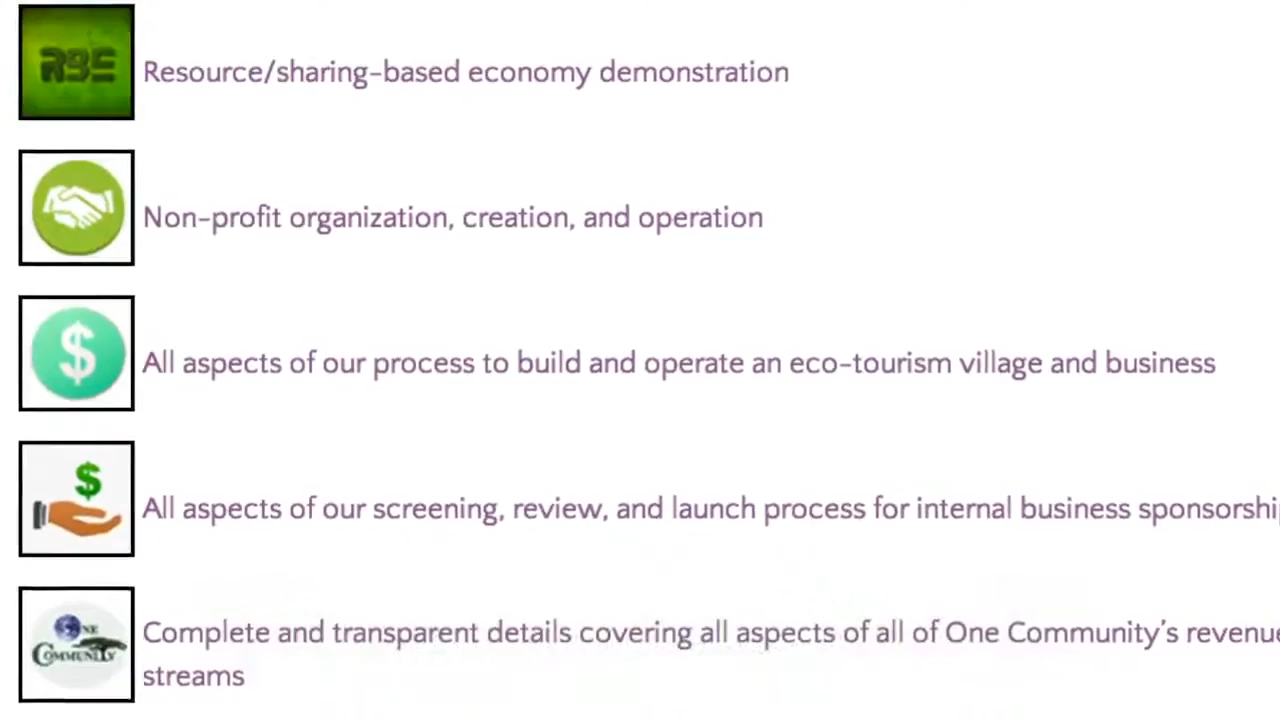 RBE
Resource/sharing-based economy demonstration
Non-profit organization, creation, and operation
$
All aspects of our process to build and operate an eco-tourism village and business
$
All aspects of our screening, review, and launch process for internal business
ONE
COMMUNITY
Complete and transparent details covering all aspects of all of One Community's revenue
streams